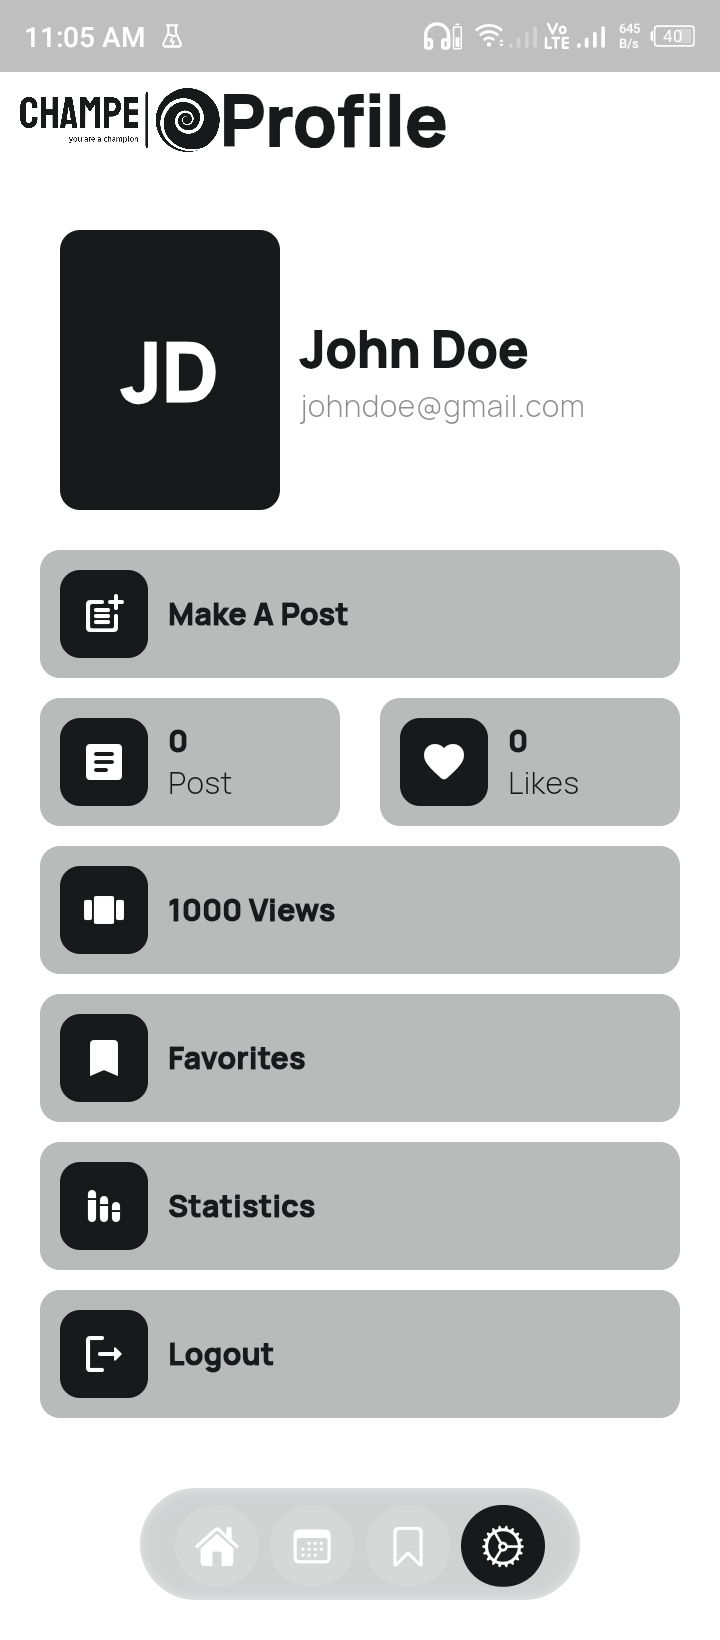 11:05 AM
Vo LTE
645 B/s
40
CHAMPE
you are a champion
Profile
JD
John Doe
johndoe@gmail.com
Make A Post
0
Post
0
Likes
1000 Views
Favorites
Statistics
Logout